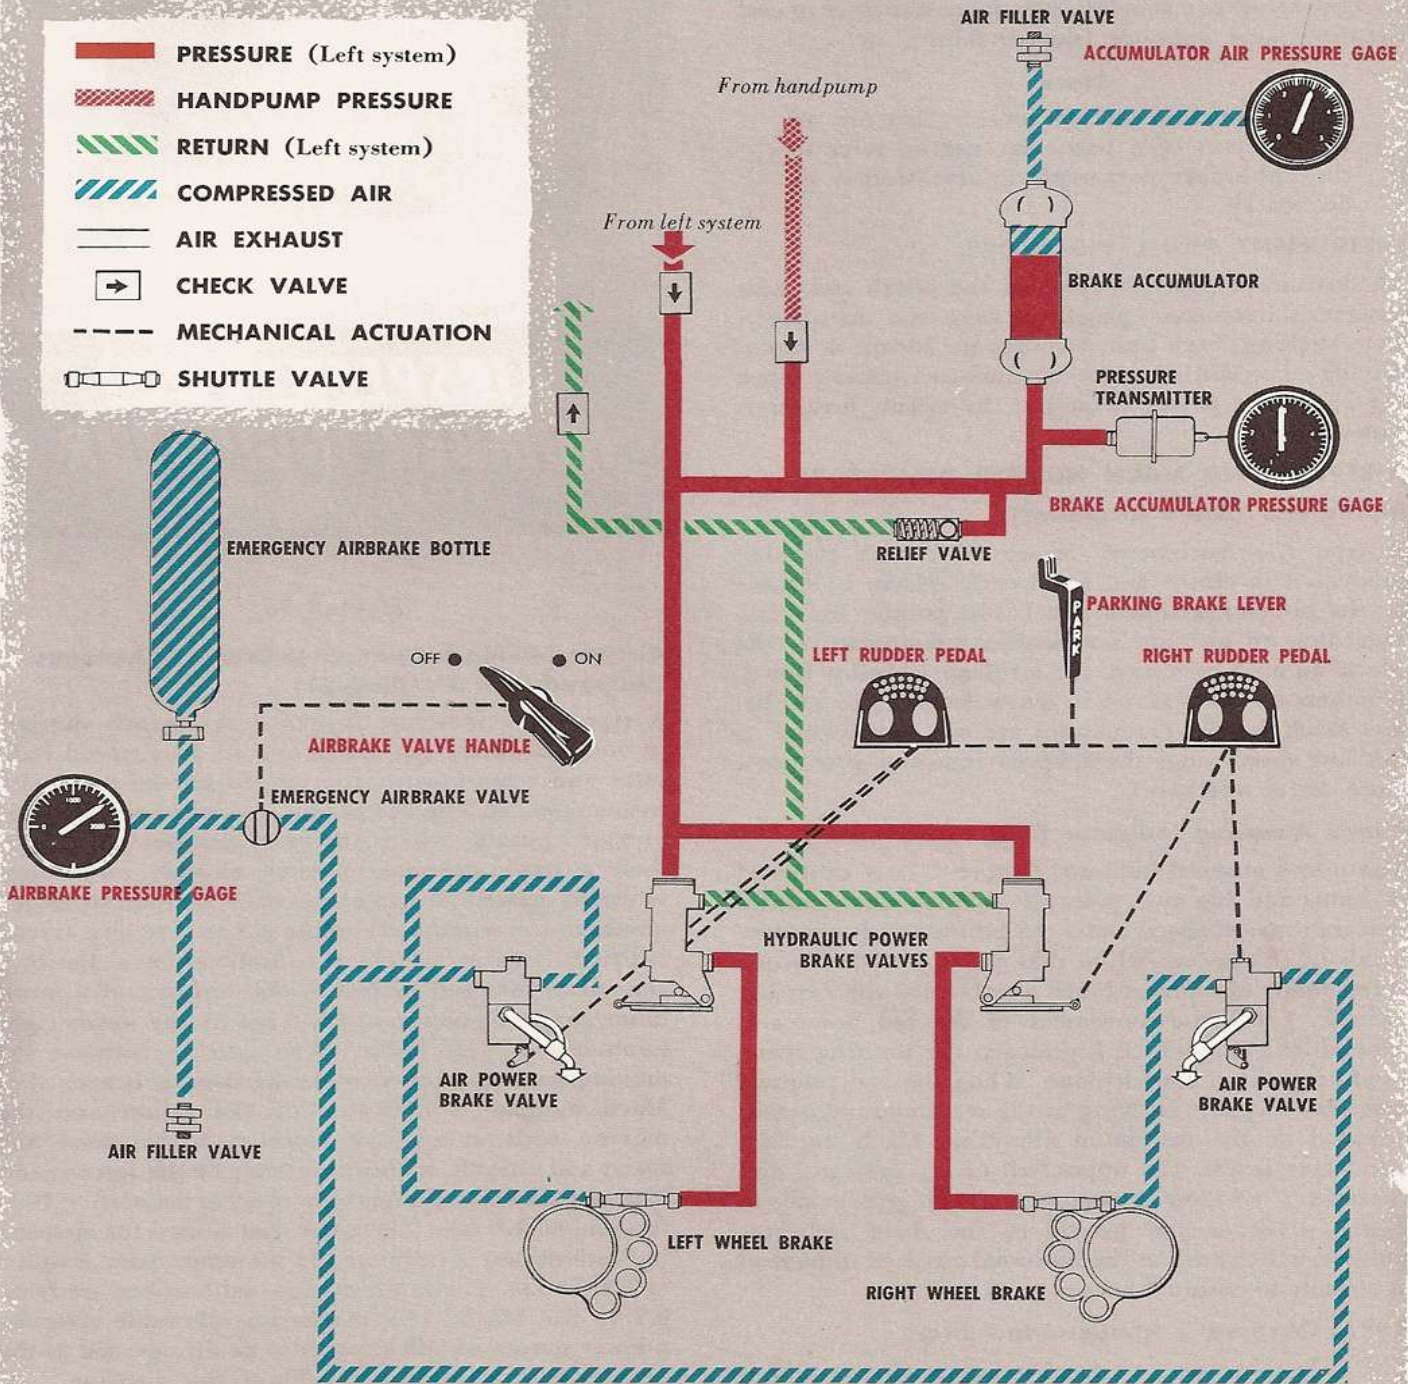 PRESSURE (Left system)
HANDPUMP PRESSURE
RETURN (Left system)
COMPRESSED AIR
AIR EXHAUST
CHECK VALVE
MECHANICAL ACTUATION
SHUTTLE VALVE
AIR FILLER VALVE
ACCUMULATOR AIR PRESSURE GAGE
From handpump
From left system
BRAKE ACCUMULATOR
PRESSURE
TRANSMITTER
BRAKE ACCUMULATOR PRESSURE GAGE
RELIEF VALVE
EMERGENCY AIRBRAKE BOTTLE
PARKING BRAKE LEVER
PARK
OFF
ON
LEFT RUDDER PEDAL
RIGHT RUDDER PEDAL
AIRBRAKE VALVE HANDLE
EMERGENCY AIRBRAKE VALVE
1000
0
2000
AIRBRAKE PRESSURE GAGE
HYDRAULIC POWER
BRAKE VALVES
AIR POWER
BRAKE VALVE
AIR POWER
BRAKE VALVE
AIR FILLER VALVE
LEFT WHEEL BRAKE
RIGHT WHEEL BRAKE